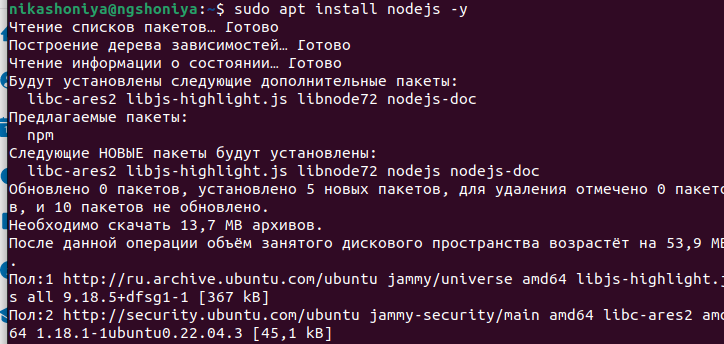 nikashoniya@ngshoniya:~$ sudo apt install nodejs -y
Чтение списков пакетов… Готово
Построение дерева зависимостей… Готово
Чтение информации о состоянии… Готово
Будут установлены следующие дополнительные пакеты:
  libc-ares2 libjs-highlight.js libnode72 nodejs-doc
Предлагаемые пакеты:
  npm
Следующие НОВЫЕ пакеты будут установлены:
  libc-ares2 libjs-highlight.js libnode72 nodejs nodejs-doc
Обновлено 0 пакетов, установлено 5 новых пакетов, для удаления отмечено 0 пакето
в, и 10 пакетов не обновлено.
Необходимо скачать 13,7 MB архивов.
После данной операции объём занятого дискового пространства возрастёт на 53,9 MB
.
Пол:1 http://ru.archive.ubuntu.com/ubuntu jammy/universe amd64 libjs-highlight.j
s all 9.18.5+dfsg1-1 [367 kB]
Пол:2 http://security.ubuntu.com/ubuntu jammy-security/main amd64 libc-ares2 amd
64 1.18.1-1ubuntu0.22.04.3 [45,1 kB]